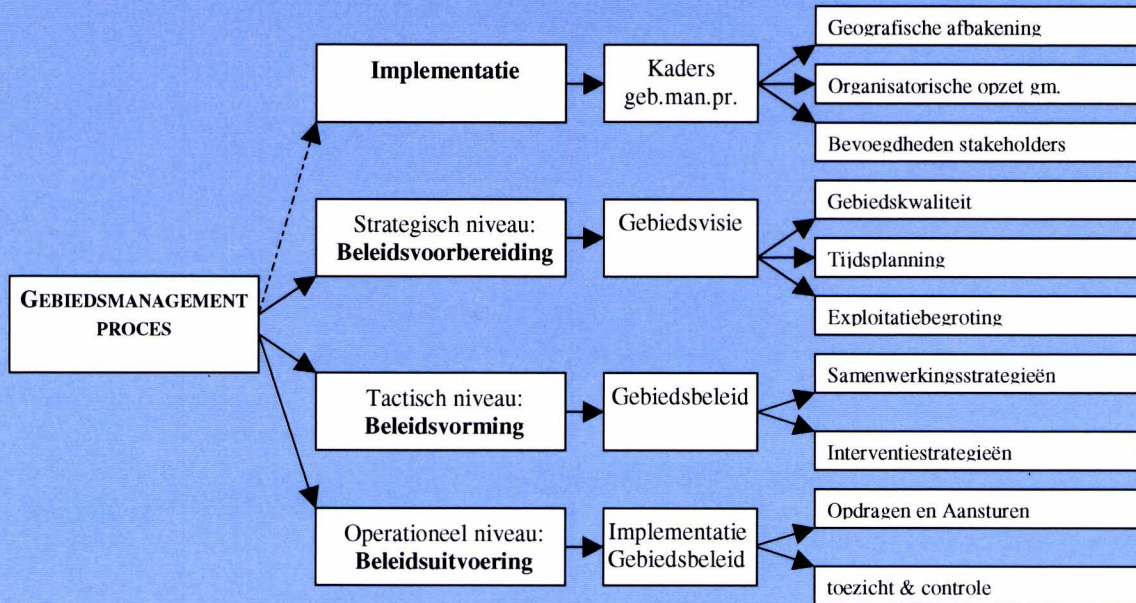 GEBIEDSMANAGEMENT
PROCES
Implementatie
Kaders
geb.man.pr.
Geografische afbakening
Organisatorische opzet gm.
Bevoegdheden stakeholders
Strategisch niveau:
Beleidsvoorbereiding
Gebiedsvisie
Gebiedskwaliteit
Tijdsplanning
Exploitatiebegroting
Tactisch niveau:
Beleidsvorming
Gebiedsbeleid
Samenwerkingsstrategieën
Interventiestrategieën
Operationeel niveau:
Beleidsuitvoering
Implementatie
Gebiedsbeleid
Opdragen en Aansturen
toezicht & controle